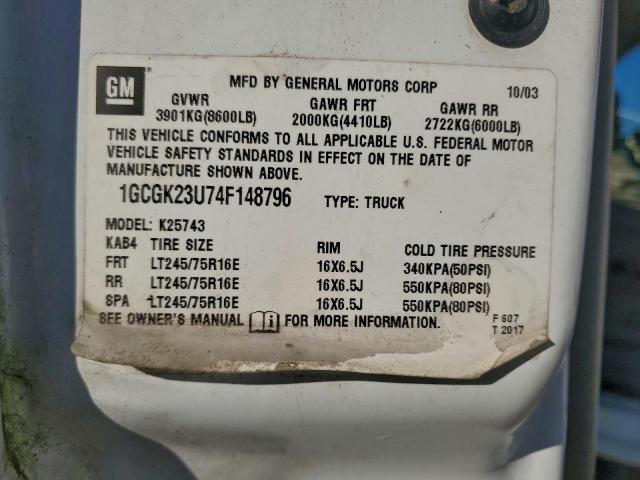 GM
MFD BY GENERAL MOTORS CORP 10/03
GVWR GAWR FRT GAWR RR
3901KG(8600LB) 2000KG(4410LB) 2722KG(6000LB)
THIS VEHICLE CONFORMS TO ALL APPLICABLE U.S. FEDERAL MOTOR
VEHICLE SAFETY STANDARDS IN EFFECT ON THE DATE OF
MANUFACTURE SHOWN ABOVE.
1GCGK23U74F148796 TYPE: TRUCK
MODEL: K25743
KAB4 TIRE SIZE RIM COLD TIRE PRESSURE
FRT LT245/75R16E 16X6.5J 340KPA(50PSI)
RR LT245/75R16E 16X6.5J 550KPA(80PSI)
SPA LT245/75R16E 16X6.5J 550KPA(80PSI)
SEE OWNER'S MANUAL FOR MORE INFORMATION.
F 607
T 2017